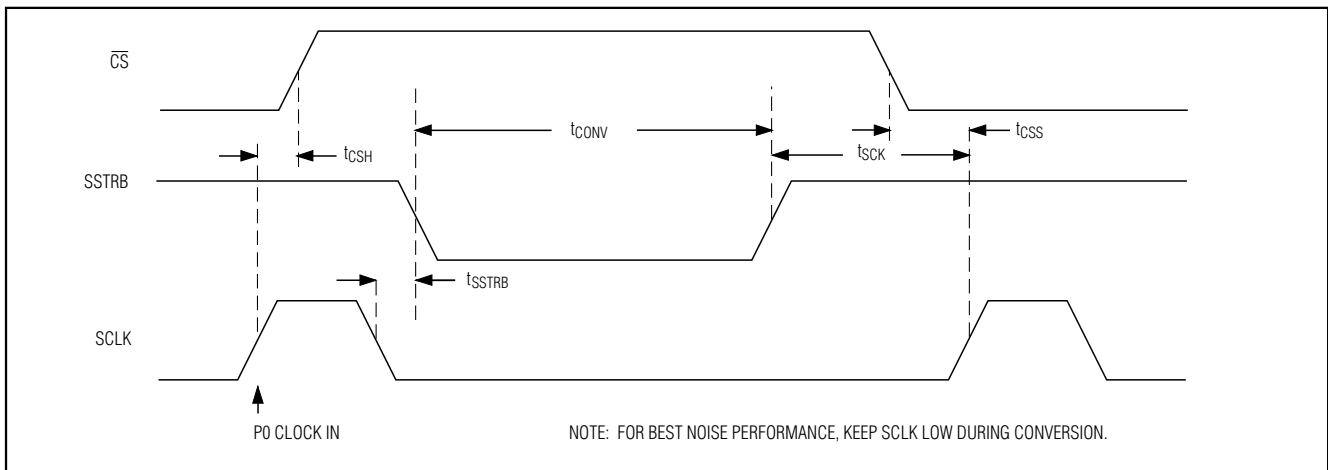 CS
tCONV
tCSS
tCSH
tSCK
SSTRB
tSSTRB
SCLK
P0 CLOCK IN
NOTE: FOR BEST NOISE PERFORMANCE, KEEP SCLK LOW DURING CONVERSION.